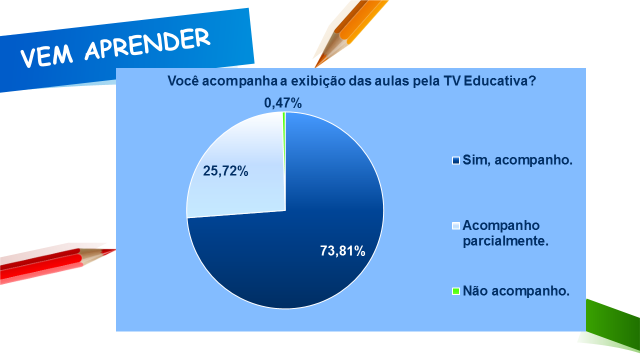 VEM APRENDER
Você acompanha a exibição das aulas pela TV Educativa?
0,47%
25,72%
73,81%
Sim, acompanho.
Acompanho
parcialmente.
Não acompanho.